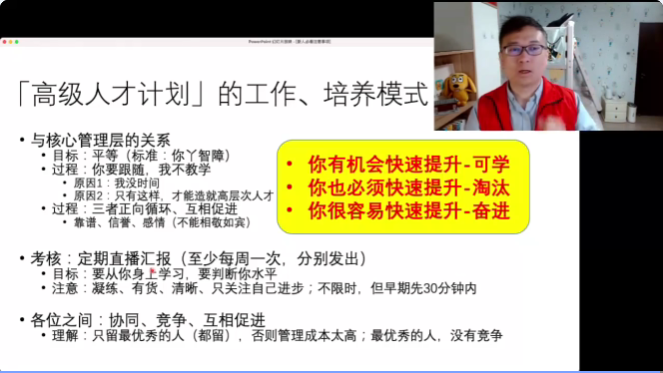 「高级人才计划」的工作、培养模式
• 与核心管理层的关系
• 目标：平等（标准：你丫智障）
• 过程：你要跟随，我不教学
• 原因1：我没时间
• 原因2：只有这样，才能造就高层次人才
• 过程：三者正向循环、互相促进
• 靠谱、信誉、感情（不能相敬如宾）
• 你有机会快速提升-可学
• 你也必须快速提升-淘汰
• 你很容易快速提升-奋进
• 考核：定期直播汇报（至少每周一次，分别发出）
• 目标：要从你身上学习，要判断你水平
• 注意：凝练、有货、清晰、只关注自己进步；不限时，但早期先30分钟内
• 各位之间：协同、竞争、互相促进
• 理解：只留最优秀的人（都留），否则管理成本太高；最优秀的人，没有竞争